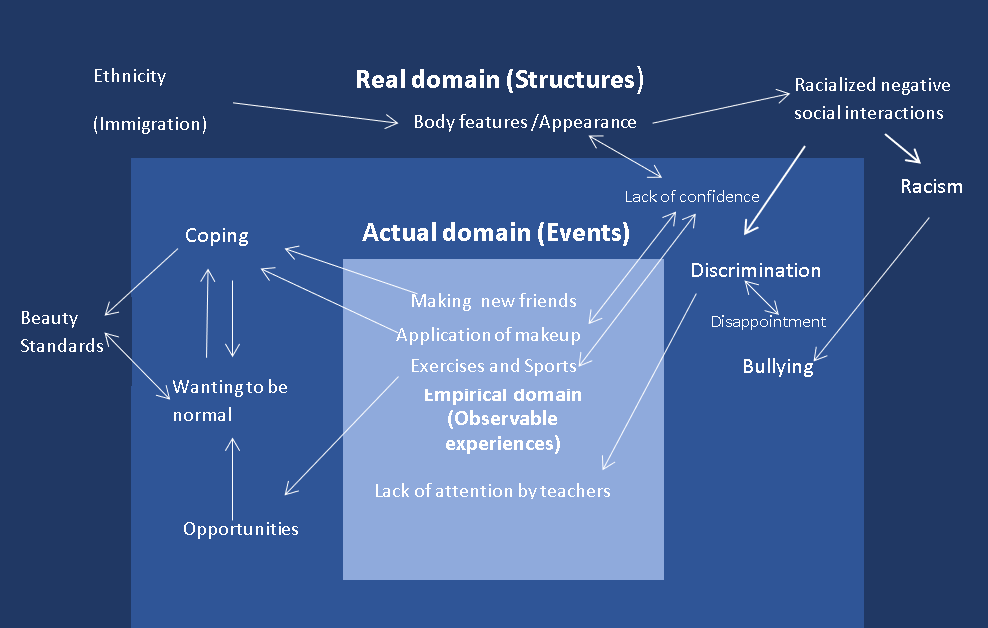 Ethnicity
(Immigration)
Real domain (Structures)
Body features /Appearance
Racialized negative
social interactions
Racism
Lack of confidence
Coping
Actual domain (Events)
Discrimination
Disappointment
Bullying
Beauty
Standards
Making new friends
Application of makeup
Exercises and Sports
Empirical domain
(Observable
experiences)
Wanting to be
normal
Lack of attention by teachers
Opportunities